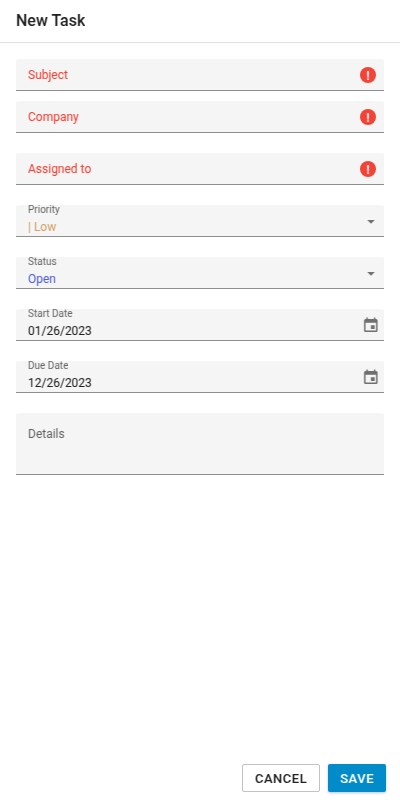 New Task
Subject
!
Company
!
Assigned to
!
Priority
| Low
Status
Open
Start Date
01/26/2023
Due Date
12/26/2023
Details
CANCEL SAVE